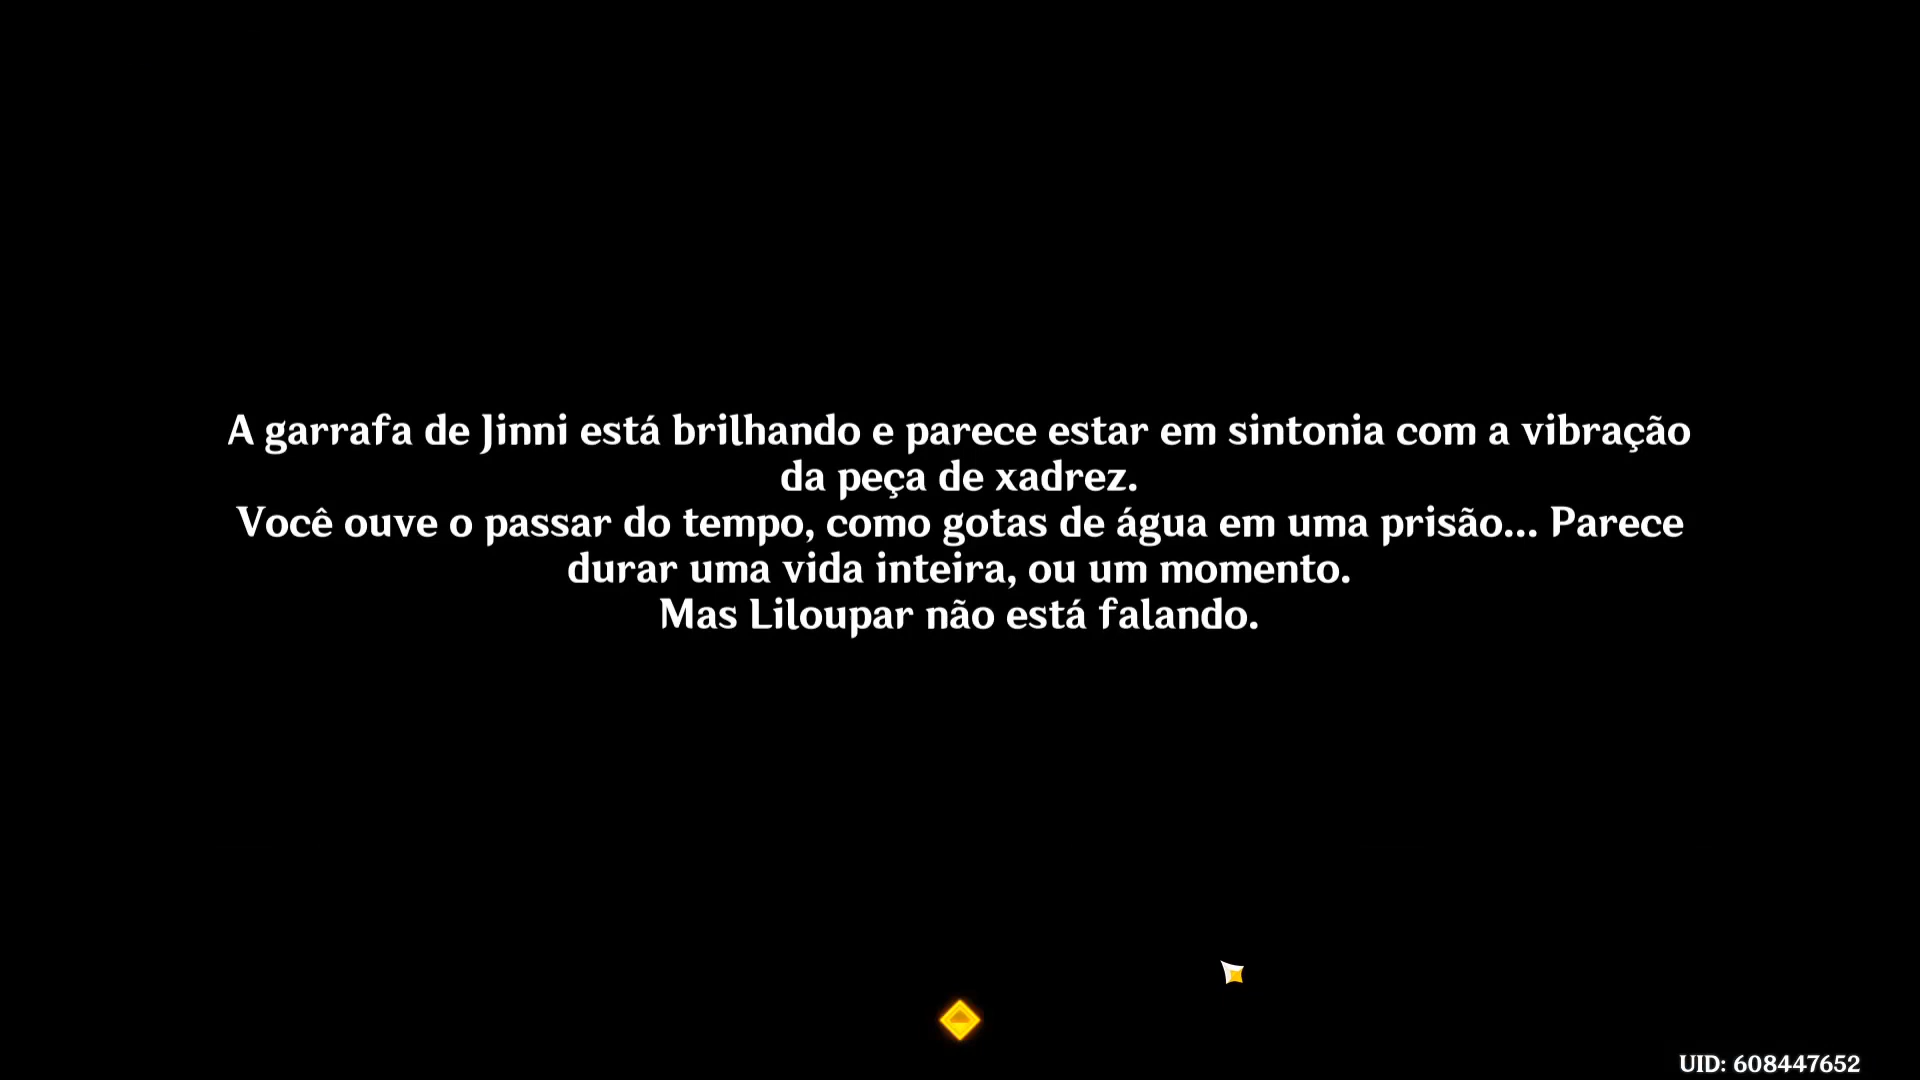 A garrafa de Jinni está brilhando e parece estar em sintonia com a vibração
da peça de xadrez.
Você ouve o passar do tempo, como gotas de água em uma prisão... Parece
durar uma vida inteira, ou um momento.
Mas Liloupar não está falando.
UID: 608447652